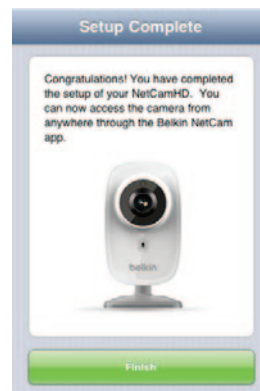 Setup Complete
Congratulations! You have completed
the setup of your NetCamHD. You
can now access the camera from
anywhere through the Belkin NetCam
app.
belkin
Finish